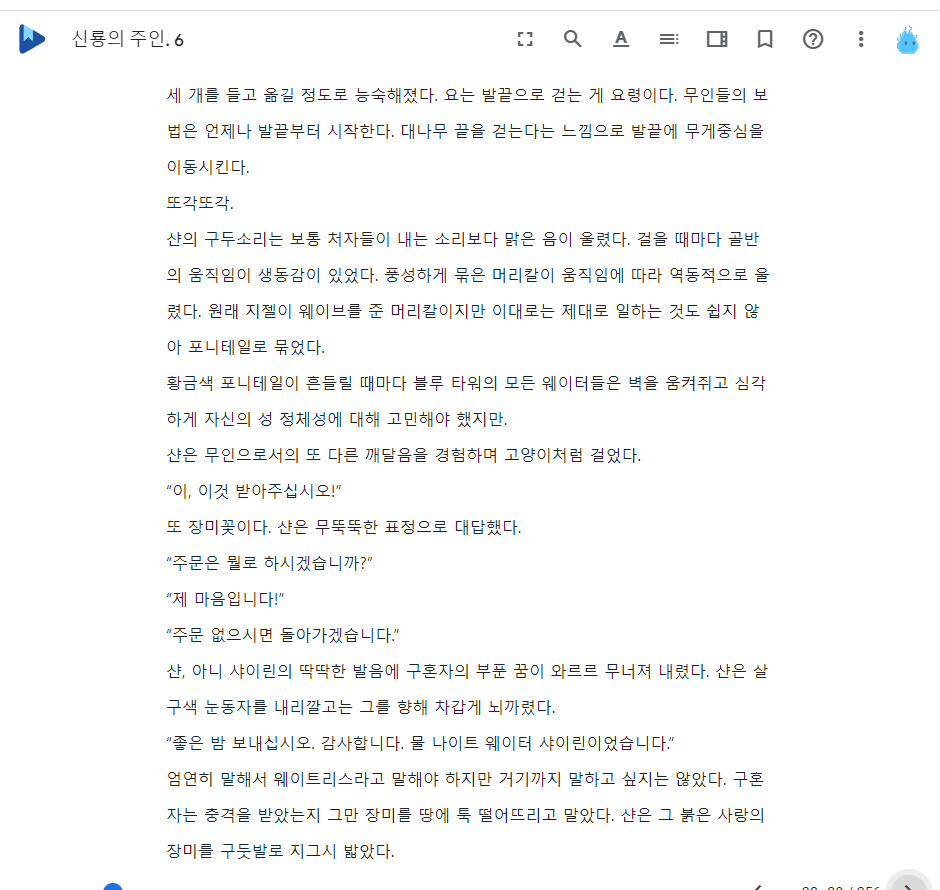 신룡의 주인. 6
세 개를 들고 옮길 정도로 능숙해졌다. 요는 발끝으로 걷는 게 요령이다. 무인들의 보
법은 언제나 발끝부터 시작한다. 대나무 끝을 걷는다는 느낌으로 발끝에 무게중심을
이동시킨다.
또각또각.
샨의 구두소리는 보통 처자들이 내는 소리보다 맑은 음이 울렸다. 걸을 때마다 골반
의 움직임이 생동감이 있었다. 풍성하게 묶은 머리칼이 움직임에 따라 역동적으로 울
렸다. 원래 지젤이 웨이브를 준 머리칼이지만 이대로는 제대로 일하는 것도 쉽지 않
아 포니테일로 묶었다.
황금색 포니테일이 흔들릴 때마다 블루 타워의 모든 웨이터들은 벽을 움켜쥐고 심각
하게 자신의 성 정체성에 대해 고민해야 했지만.
샨은 무인으로서의 또 다른 깨달음을 경험하며 고양이처럼 걸었다.
"이, 이것 받아주십시오!"
또 장미꽃이다. 샨은 무뚝뚝한 표정으로 대답했다.
"주문은 뭘로 하시겠습니까?"
"제 마음입니다!"
"주문 없으시면 돌아가겠습니다."
샨, 아니 샤이린의 딱딱한 발음에 구혼자의 부푼 꿈이 와르르 무너져 내렸다. 샨은 살
구색 눈동자를 내리깔고는 그를 향해 차갑게 뇌까렸다.
"좋은 밤 보내십시오. 감사합니다. 물 나이트 웨이터 샤이린이었습니다."
엄연히 말해서 웨이트리스라고 말해야 하지만 거기까지 말하고 싶지는 않았다. 구혼
자는 충격을 받았는지 그만 장미를 땅에 툭 떨어뜨리고 말았다. 샨은 그 붉은 사랑의
장미를 구둣발로 지그시 밟았다.